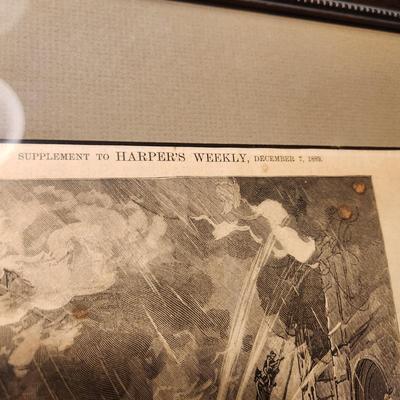 SUPPLEMENT TO HARPER'S WEEKLY, DECEMBER 7, 1889.